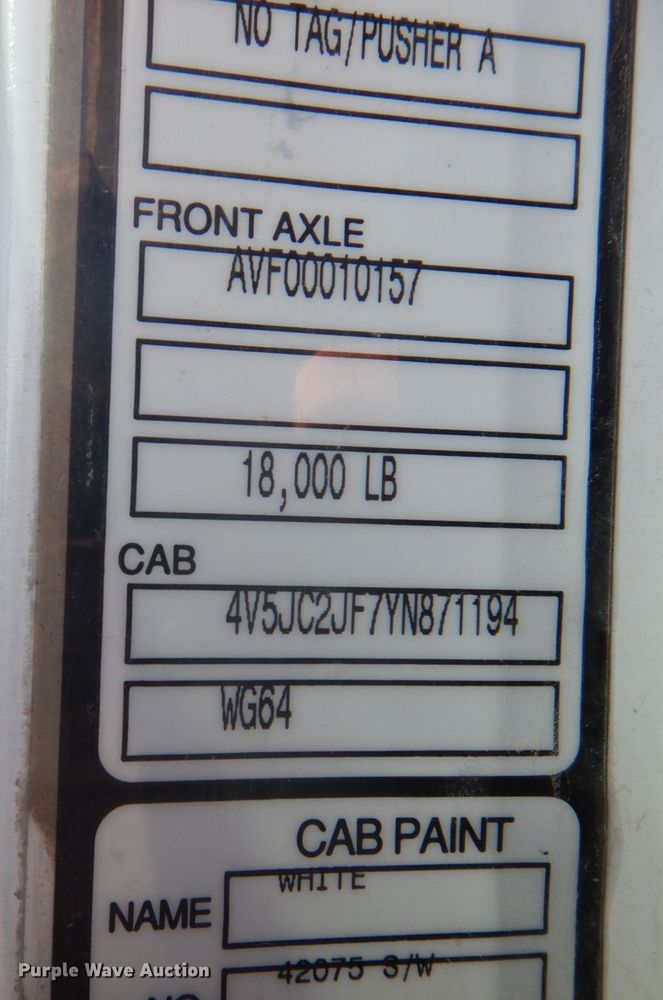 NO TAG/PUSHER A
FRONT AXLE
AVF00010157
18,000 LB
CAB
4V5JC2JF7YN871194
WG64
CAB PAINT
WHITE
NAME
42075 S/W
Purple Wave Auction